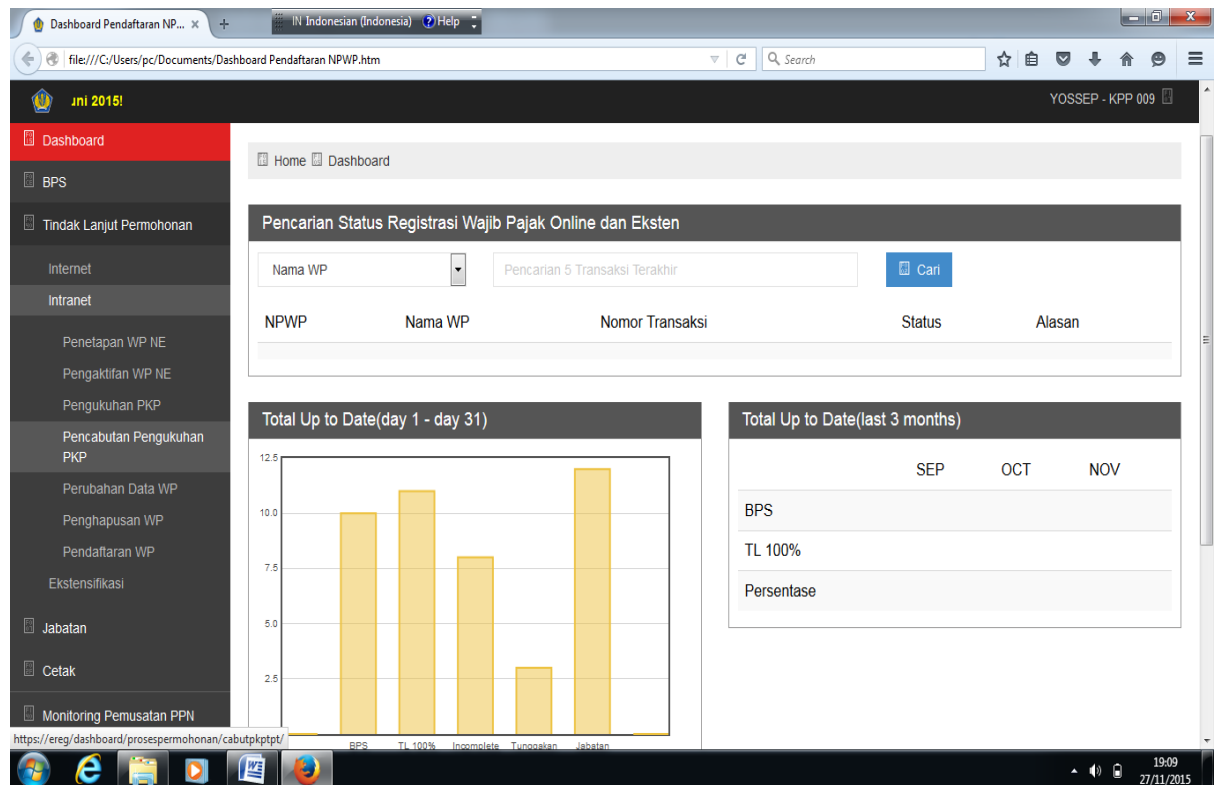 Dashboard Pendaftaran NP...
IN Indonesian (Indonesia) Help
file:///C:/Users/pc/Documents/Dashboard Pendaftaran NPWP.htm
Search
uni 2015!
YOSSEP - KPP 009
Dashboard
BPS
Tindak Lanjut Permohonan
Internet
Intranet
Penetapan WP NE
Pengaktifan WP NE
Pengukuhan PKP
Pencabutan Pengukuhan
PKP
Perubahan Data WP
Penghapusan WP
Pendaftaran WP
Ekstensifikasi
Jabatan
Cetak
Monitoring Pemusatan PPN
https://ereg/dashboard/prosespermohonan/cabutpkptpt/
Home Dashboard
Pencarian Status Registrasi Wajib Pajak Online dan Eksten
Nama WP
Pencarian 5 Transaksi Terakhir
Cari
NPWP Nama WP Nomor Transaksi Status Alasan
Total Up to Date(day 1 - day 31)
12.5
10.0
7.5
5.0
2.5
BPS TL 100% Incomplete Tunggakan Jabatan
Total Up to Date(last 3 months)
SEP OCT NOV
BPS
TL 100%
Persentase
19:09
27/11/2015